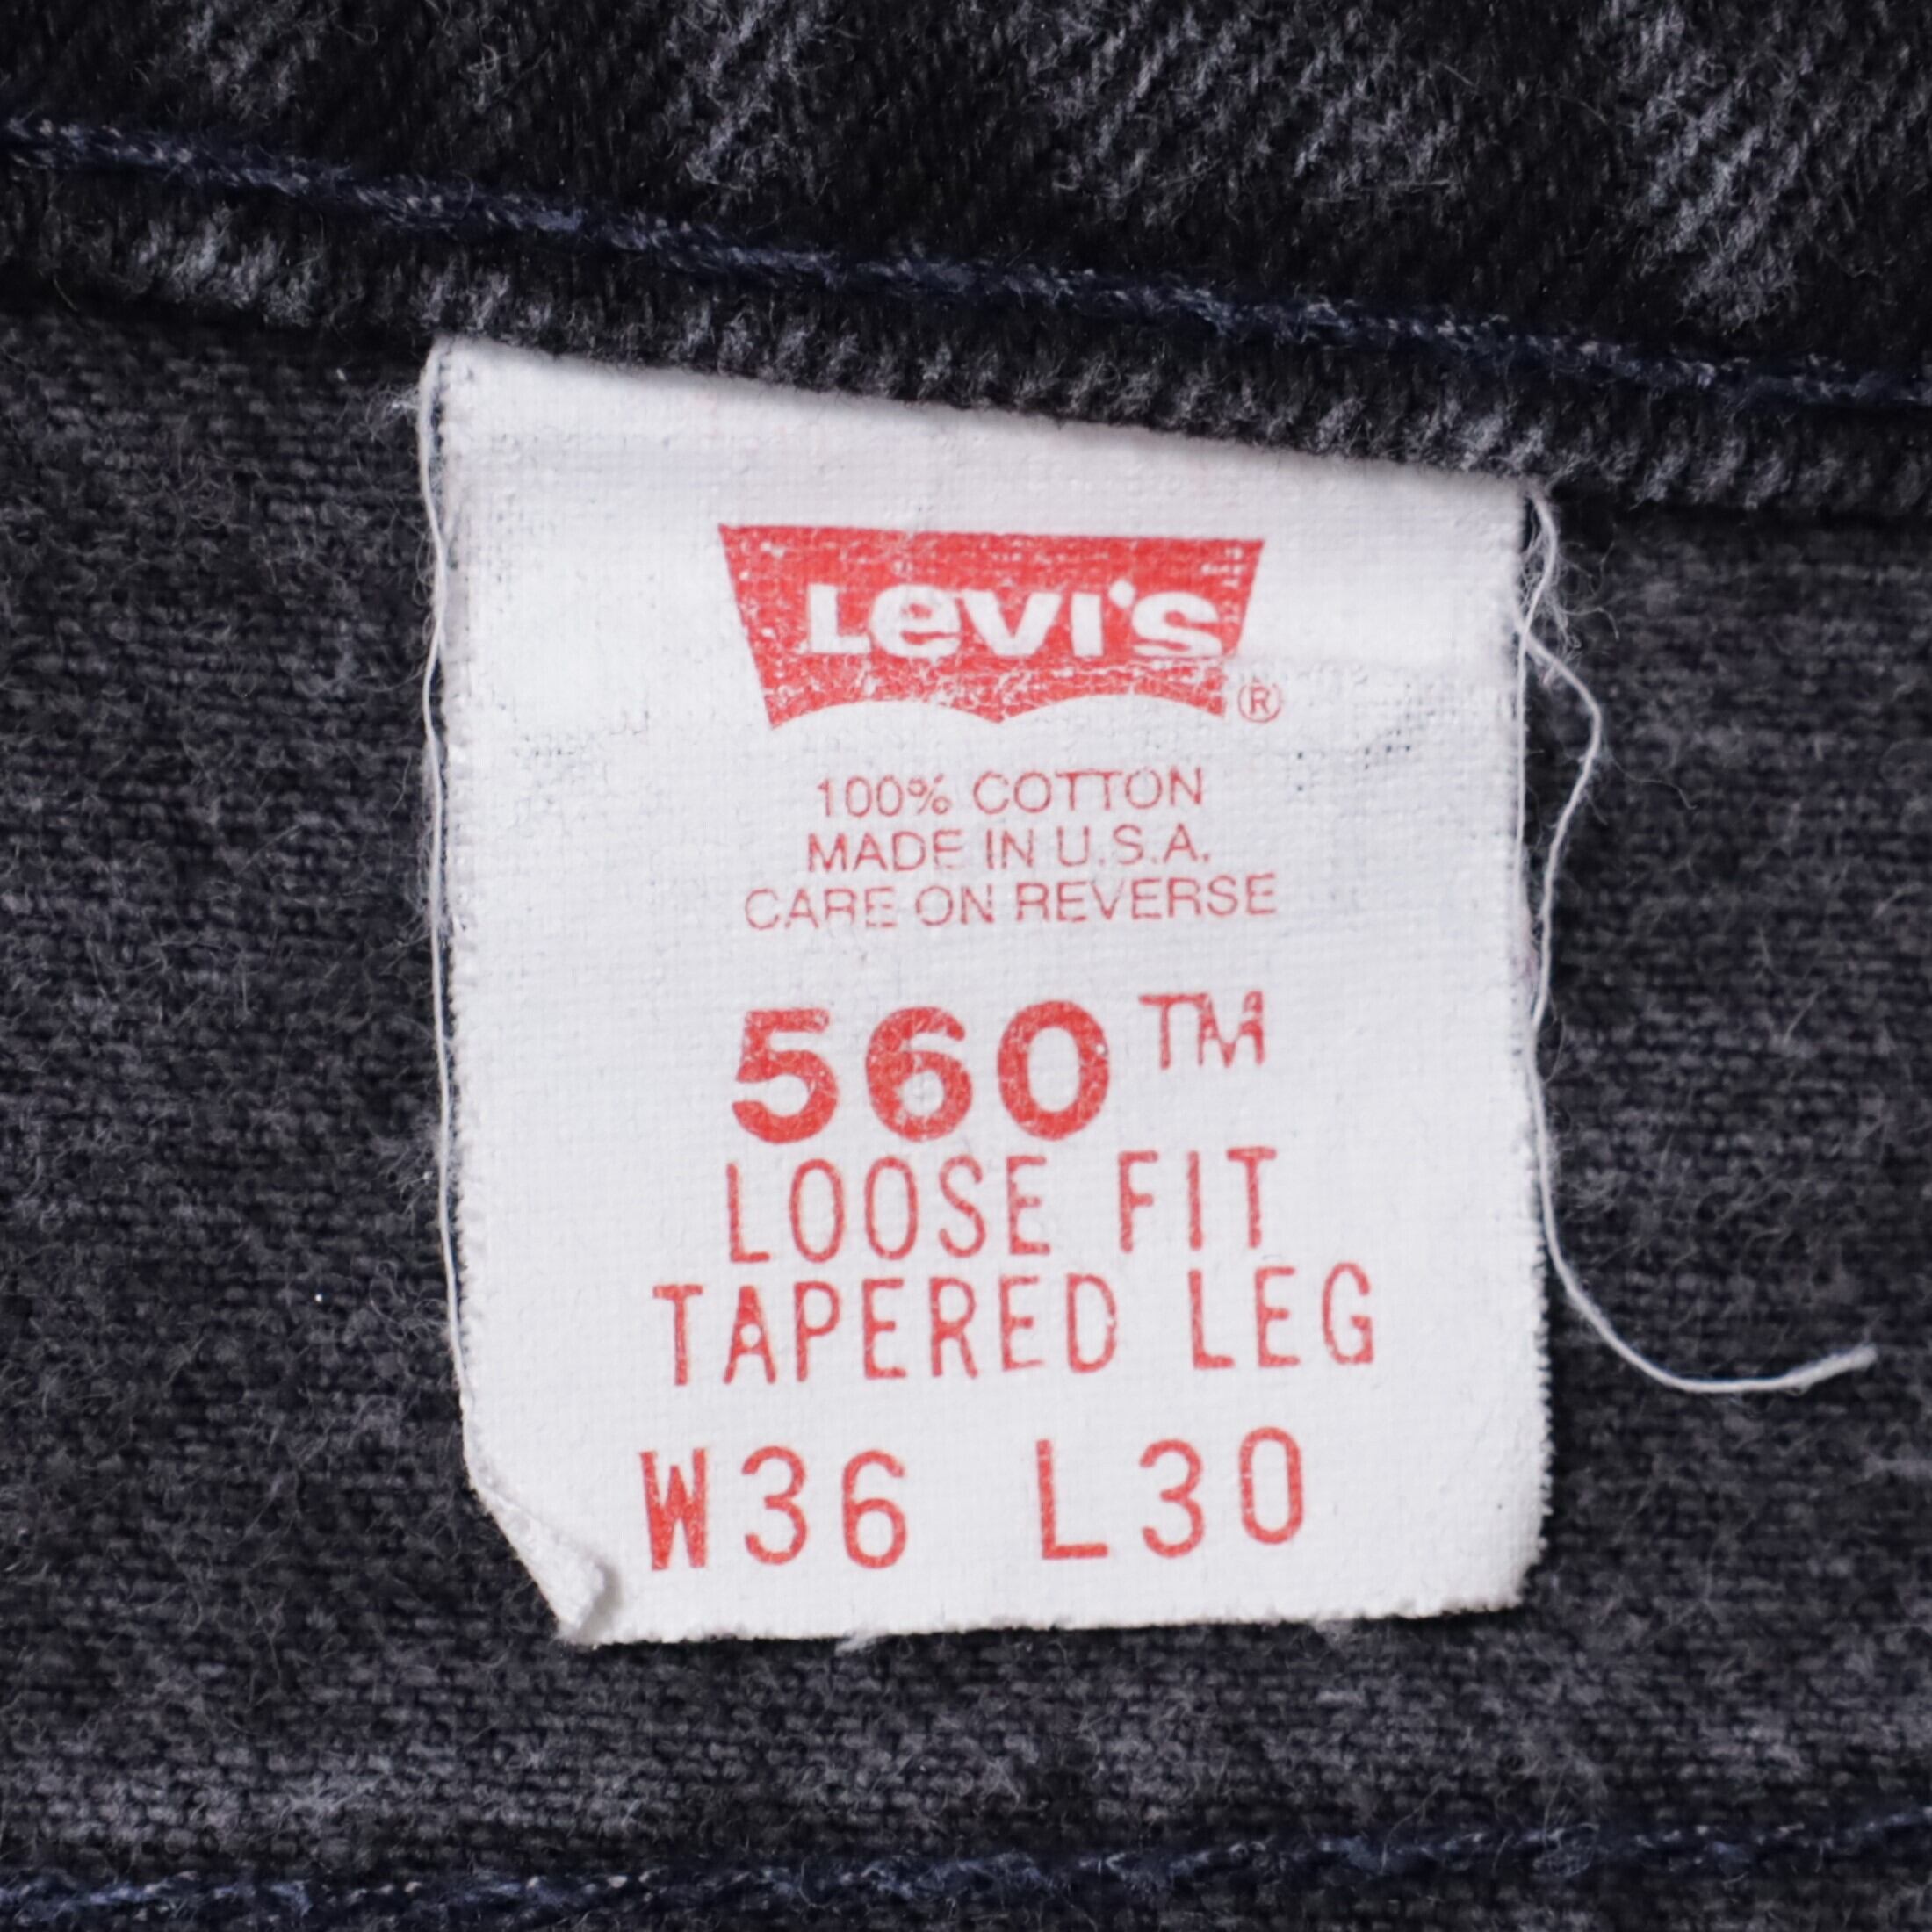 Levi's ®
100% COTTON
MADE IN U.S.A.
CARE ON REVERSE
560™
LOOSE FIT
TAPERED LEG
W36 L30